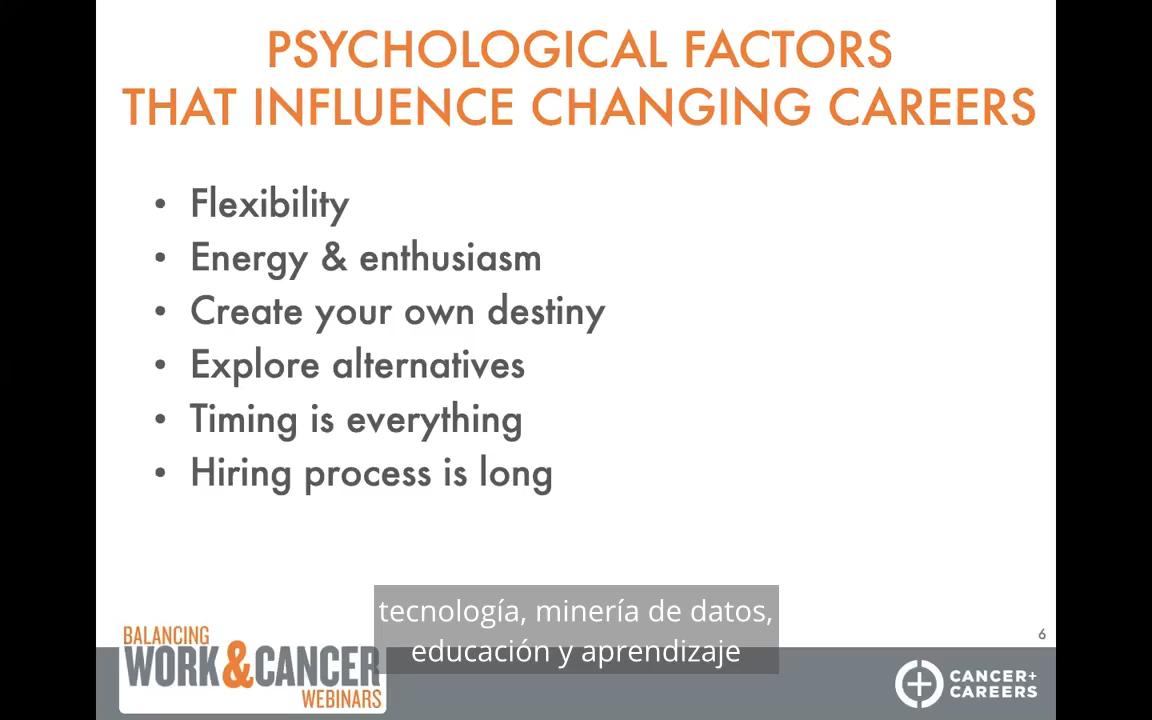 PSYCHOLOGICAL FACTORS
THAT INFLUENCE CHANGING CAREERS
• Flexibility
• Energy & enthusiasm
• Create your own destiny
• Explore alternatives
• Timing is everything
• Hiring process is long
tecnología, minería de datos,
educación y aprendizaje
BALANCING
WORK&CANCER
WEBINARS
6
CANCER+
CAREERS